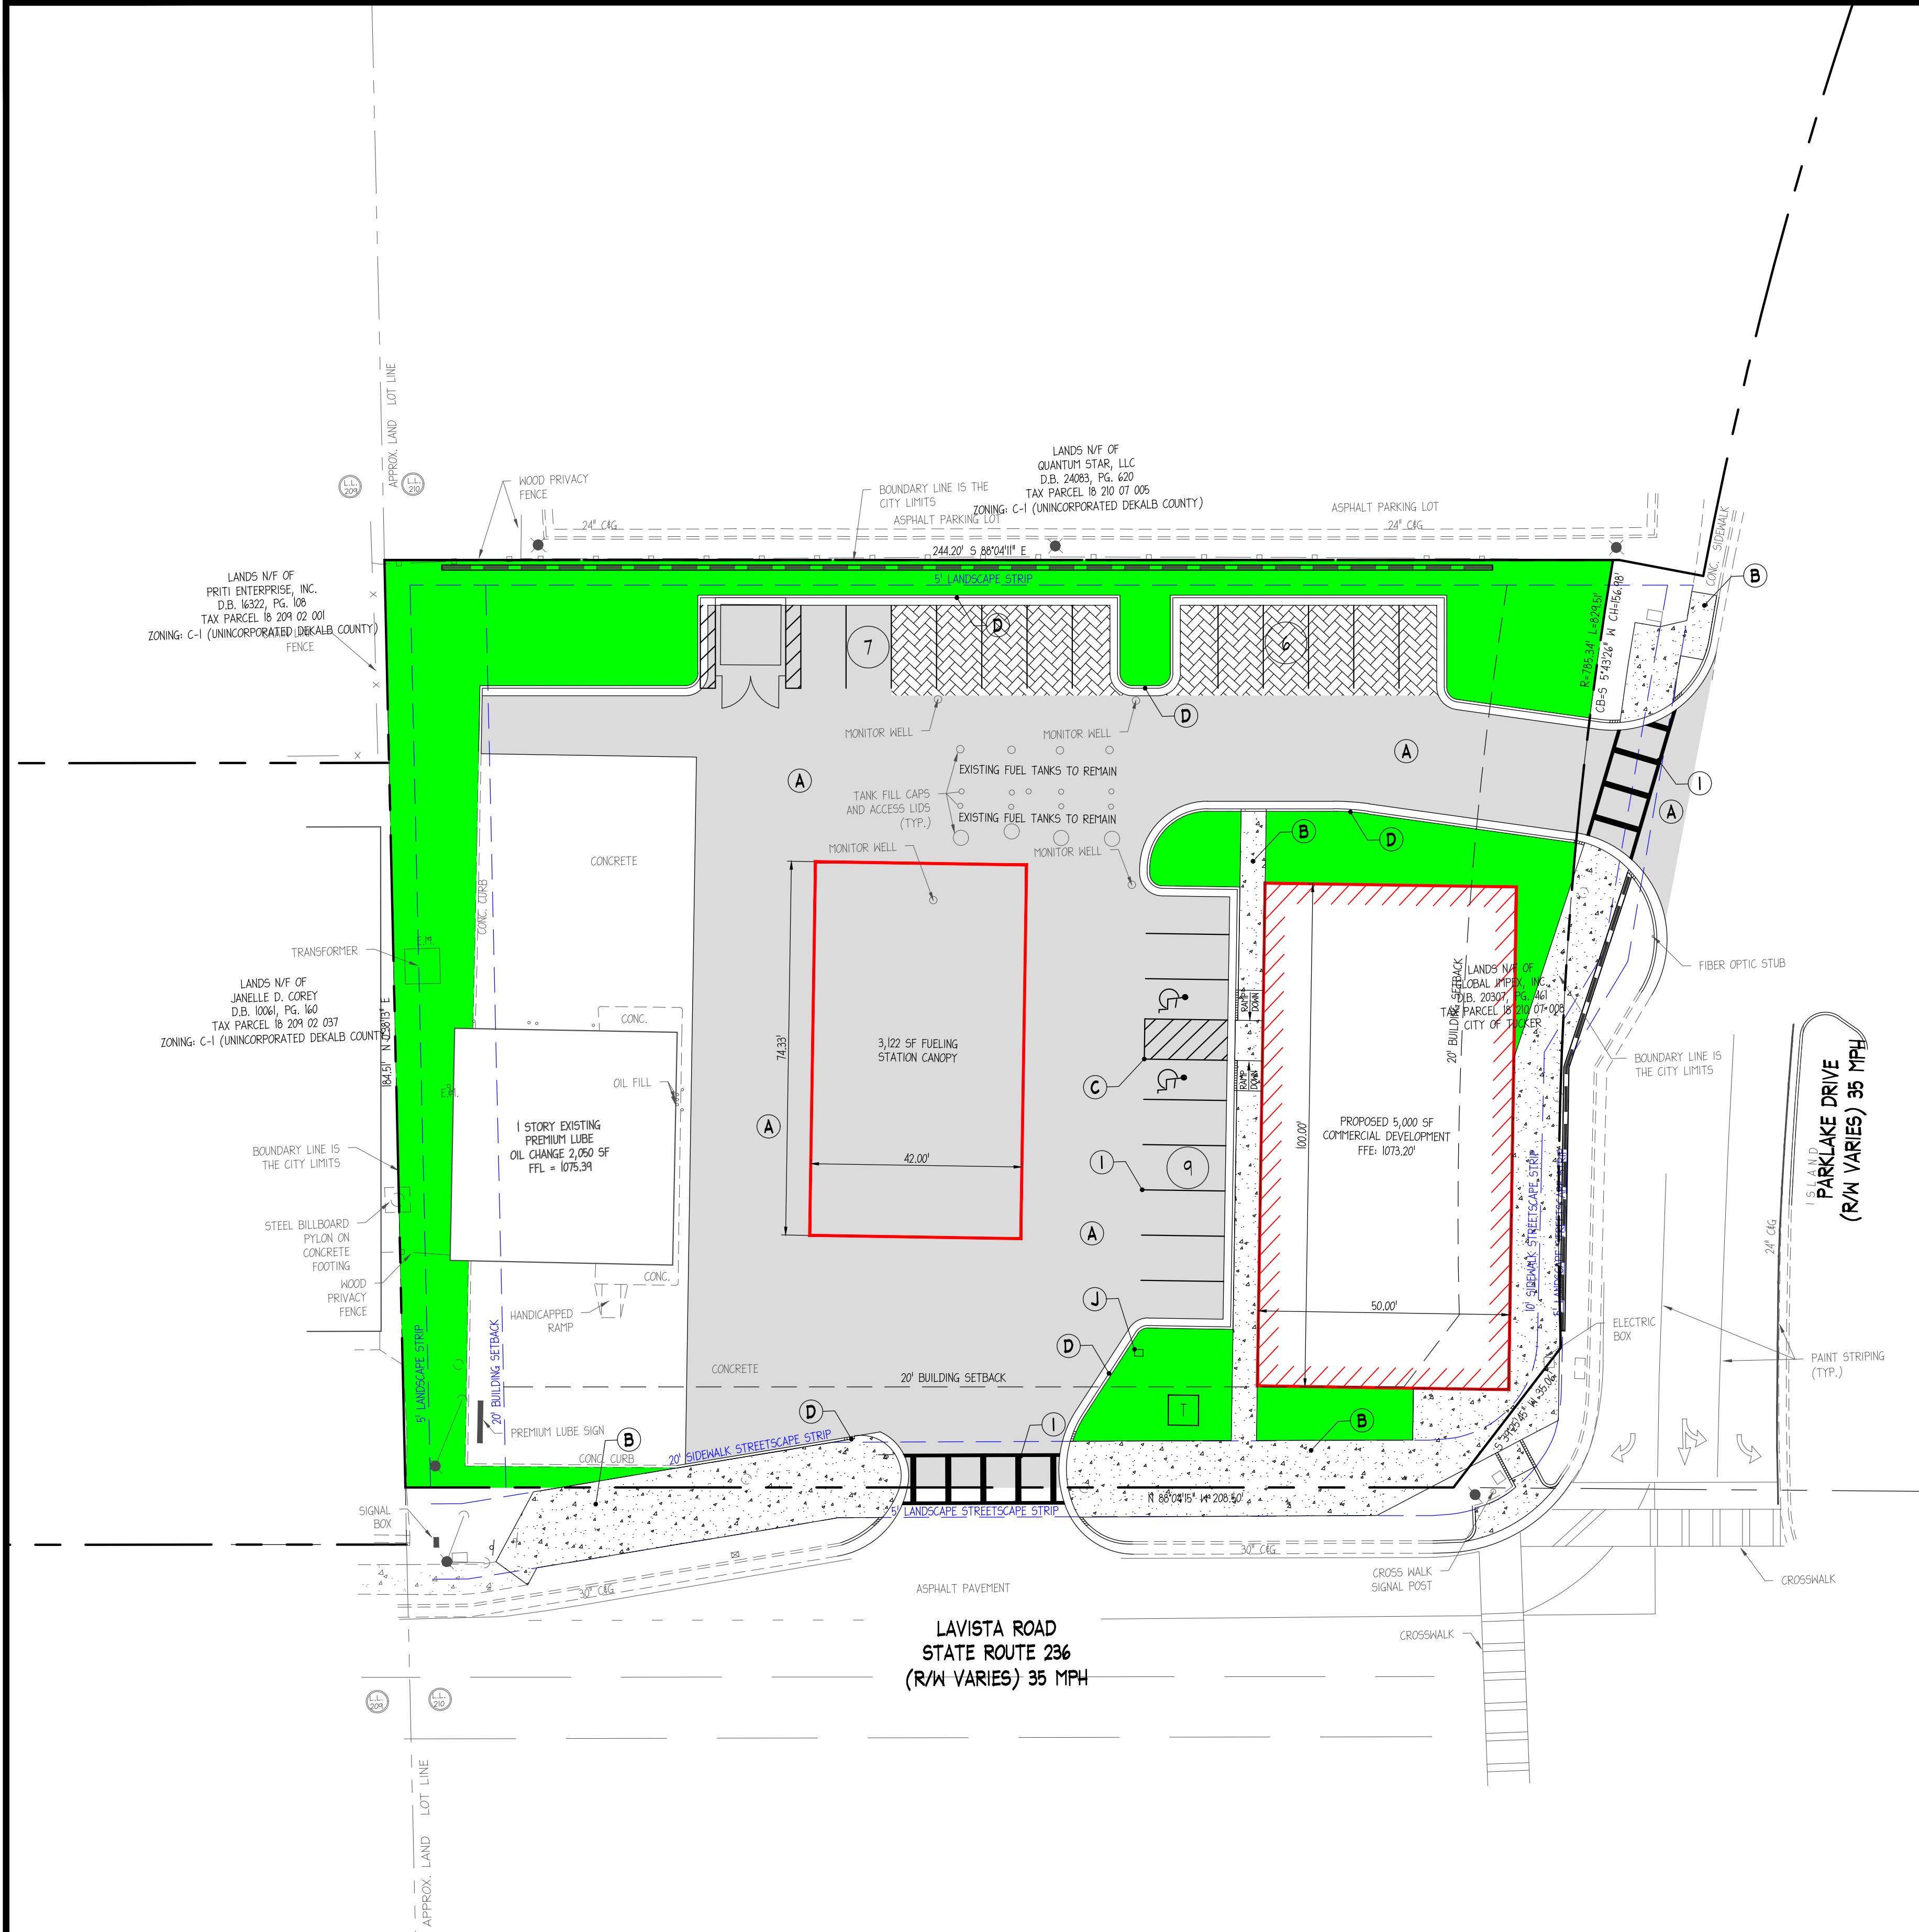 APPROX. LAND LOT LINE
L.L.
209
L.L.
210
WOOD PRIVACY
FENCE
24" C&G
BOUNDARY LINE IS THE
CITY LIMITS
ASPHALT PARKING LOT
LANDS N/F OF
QUANTUM STAR, LLC
D.B. 24083, PG. 620
TAX PARCEL 18 210 07 005
ZONING: C-1 (UNINCORPORATED DEKALB COUNTY)
ASPHALT PARKING LOT
24" C&G
CONC. SIDEWALK
B
244.20' S 88°04'11" E
5' LANDSCAPE STRIP
LANDS N/F OF
PRITI ENTERPRISE, INC.
D.B. 16322, PG. 108
TAX PARCEL 18 209 02 001
ZONING: C-1 (UNINCORPORATED DEKALB COUNTY)
FENCE
D
7
6
D
R=785.34' L=829.51'
CB=S 5°43'26" W CH=156.98'
MONITOR WELL
MONITOR WELL
A
A
I
A
EXISTING FUEL TANKS TO REMAIN
TANK FILL CAPS
AND ACCESS LIDS
(TYP.)
EXISTING FUEL TANKS TO REMAIN
MONITOR WELL
MONITOR WELL
B
D
CONCRETE
CONC. CURB
TRANSFORMER
LANDS N/F OF
JANELLE D. COREY
D.B. 10061, PG. 160
TAX PARCEL 18 209 02 037
ZONING: C-1 (UNINCORPORATED DEKALB COUNTY)
184.51' N 0°38'13" E
CONC.
OIL FILL
E.M.
1 STORY EXISTING
PREMIUM LUBE
OIL CHANGE 2,050 SF
FFL = 1075.39
CONC.
HANDICAPPED
RAMP
BOUNDARY LINE IS
THE CITY LIMITS
STEEL BILLBOARD
PYLON ON
CONCRETE
FOOTING
WOOD
PRIVACY
FENCE
5' LANDSCAPE STRIP
20' BUILDING SETBACK
74.33'
3,122 SF FUELING
STATION CANOPY
42.00'
A
C
I
9
A
J
D
RAMP
DOWN
RAMP
DOWN
100.00'
PROPOSED 5,000 SF
COMMERCIAL DEVELOPMENT
FFE: 1073.20'
50.00'
20' BUILDING SETBACK
LANDS N/F OF
GLOBAL IMPEX, INC.
D.B. 20307, PG. 461
TAX PARCEL 18 210 07 008
CITY OF TUCKER
FIBER OPTIC STUB
BOUNDARY LINE IS
THE CITY LIMITS
10' SIDEWALK STREETSCAPE STRIP
5' LANDSCAPE STREETSCAPE STRIP
PARKLAKE DRIVE
(R/W VARIES) 35 MPH
ISLAND
24" C&G
ELECTRIC
BOX
PAINT STRIPING
(TYP.)
CONCRETE
20' BUILDING SETBACK
T
PREMIUM LUBE SIGN
B
CONC. CURB
20' SIDEWALK STREETSCAPE STRIP
D
I
B
5' LANDSCAPE STREETSCAPE STRIP
N 88°04'15" W 208.50'
SIGNAL
BOX
30" C&G
30" C&G
ASPHALT PAVEMENT
CROSS WALK
SIGNAL POST
CROSSWALK
CROSSWALK
LAVISTA ROAD
STATE ROUTE 236
(R/W VARIES) 35 MPH
L.L.
209
L.L.
210
APPROX. LAND LOT LINE